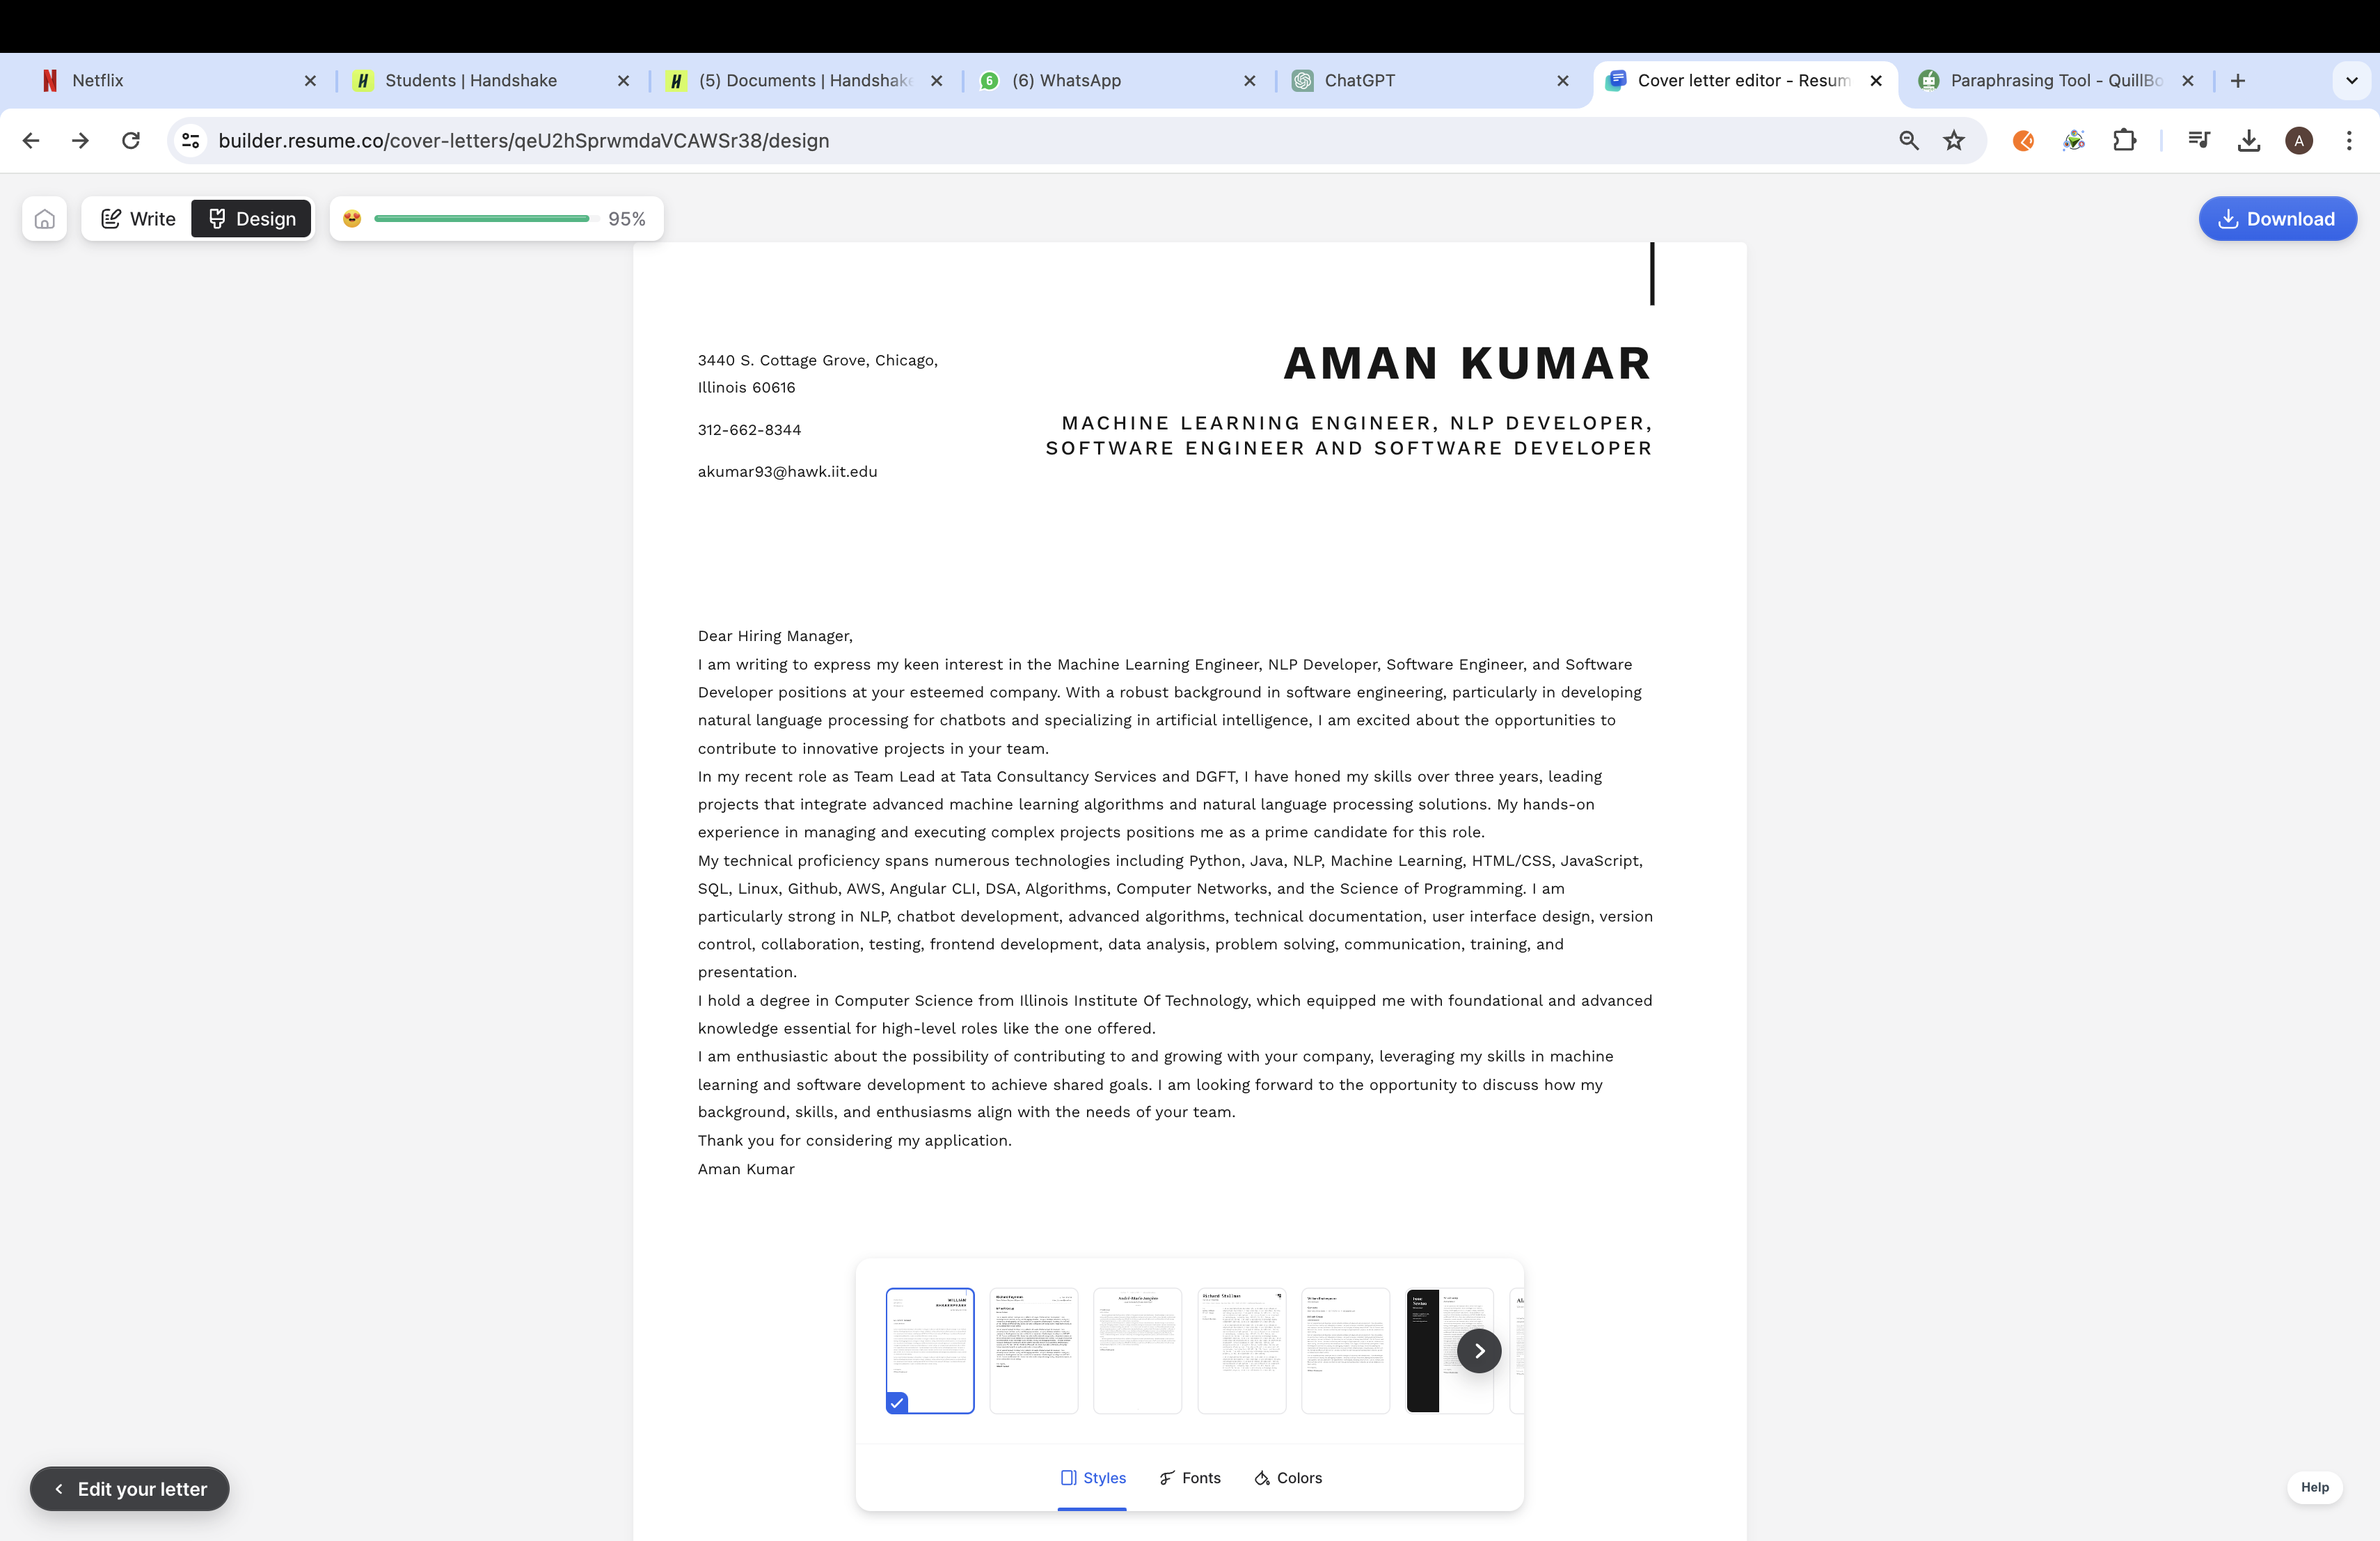 Netflix
Students | Handshake
(5) Documents | Handshake
6
(6) WhatsApp
ChatGPT
Cover letter editor - Resum
Paraphrasing Tool - QuillBo
builder.resume.co/cover-letters/qeU2hSprwmdaVCAWSr38/design
A
Write
Design
95%
Download
3440 S. Cottage Grove, Chicago,
Illinois 60616
312-662-8344
akumar93@hawk.iit.edu
AMAN KUMAR
MACHINE LEARNING ENGINEER, NLP DEVELOPER,
SOFTWARE ENGINEER AND SOFTWARE DEVELOPER
Dear Hiring Manager,
I am writing to express my keen interest in the Machine Learning Engineer, NLP Developer, Software Engineer, and Software
Developer positions at your esteemed company. With a robust background in software engineering, particularly in developing
natural language processing for chatbots and specializing in artificial intelligence, I am excited about the opportunities to
contribute to innovative projects in your team.
In my recent role as Team Lead at Tata Consultancy Services and DGFT, I have honed my skills over three years, leading
projects that integrate advanced machine learning algorithms and natural language processing solutions. My hands-on
experience in managing and executing complex projects positions me as a prime candidate for this role.
My technical proficiency spans numerous technologies including Python, Java, NLP, Machine Learning, HTML/CSS, JavaScript,
SQL, Linux, Github, AWS, Angular CLI, DSA, Algorithms, Computer Networks, and the Science of Programming. I am
particularly strong in NLP, chatbot development, advanced algorithms, technical documentation, user interface design, version
control, collaboration, testing, frontend development, data analysis, problem solving, communication, training, and
presentation.
I hold a degree in Computer Science from Illinois Institute Of Technology, which equipped me with foundational and advanced
knowledge essential for high-level roles like the one offered.
I am enthusiastic about the possibility of contributing to and growing with your company, leveraging my skills in machine
learning and software development to achieve shared goals. I am looking forward to the opportunity to discuss how my
background, skills, and enthusiasms align with the needs of your team.
Thank you for considering my application.
Aman Kumar
WILLIAM
SHAKESPEARE
Richard Stallman
Styles
Fonts
Colors
Edit your letter
Help